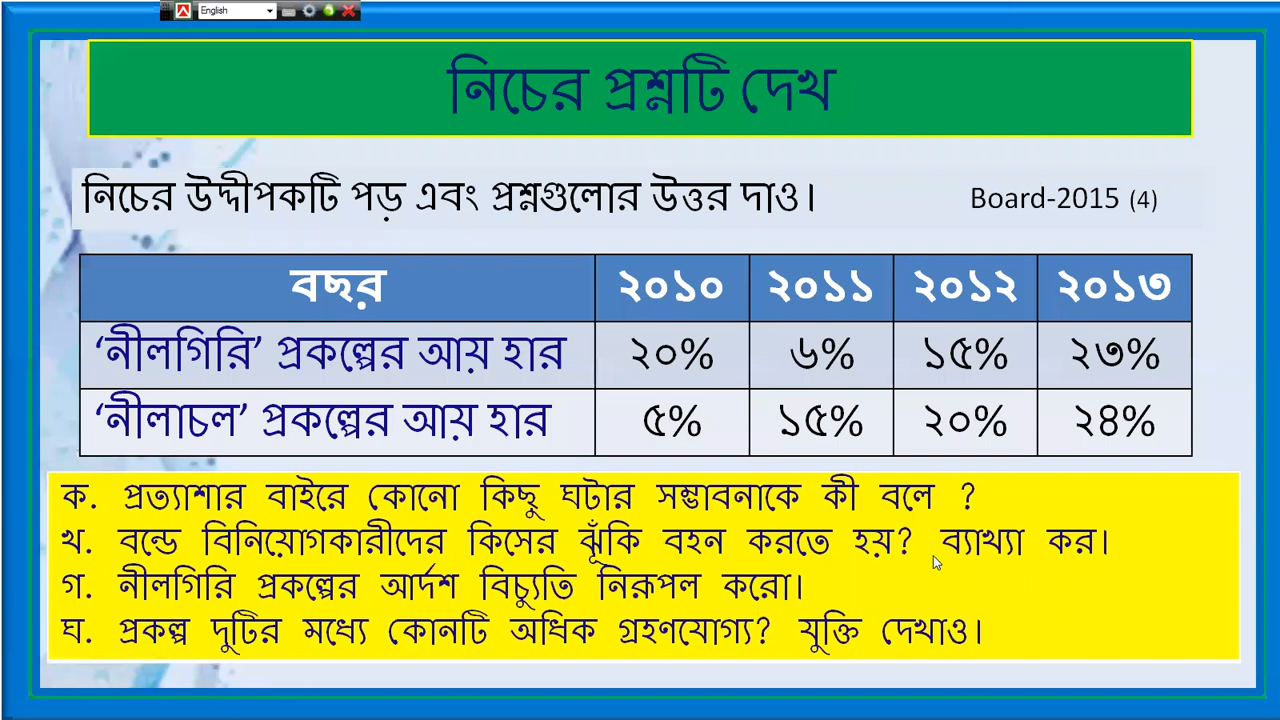 English
নিচের প্রশ্নটি দেখ
নিচের উদ্দীপকটি পড় এবং প্রশ্নগুলোর উত্তর দাও। Board-2015 (4)
বছর ২০১০ ২০১১ ২০১২ ২০১৩
‘নীলগিরি’ প্রকল্পের আয় হার ২০% ৬% ১৫% ২৩%
‘নীলাচল’ প্রকল্পের আয় হার ৫% ১৫% ২০% ২৪%
ক. প্রত্যাশার বাইরে কোনো কিছু ঘটার সম্ভাবনাকে কী বলে ?
খ. বন্ডে বিনিয়োগকারীদের কিসের ঝুঁকি বহন করতে হয়? ব্যাখ্যা কর।
গ. নীলগিরি প্রকল্পের আর্দশ বিচ্যুতি নিরূপল করো।
ঘ. প্রকল্প দুটির মধ্যে কোনটি অধিক গ্রহণযোগ্য? যুক্তি দেখাও।